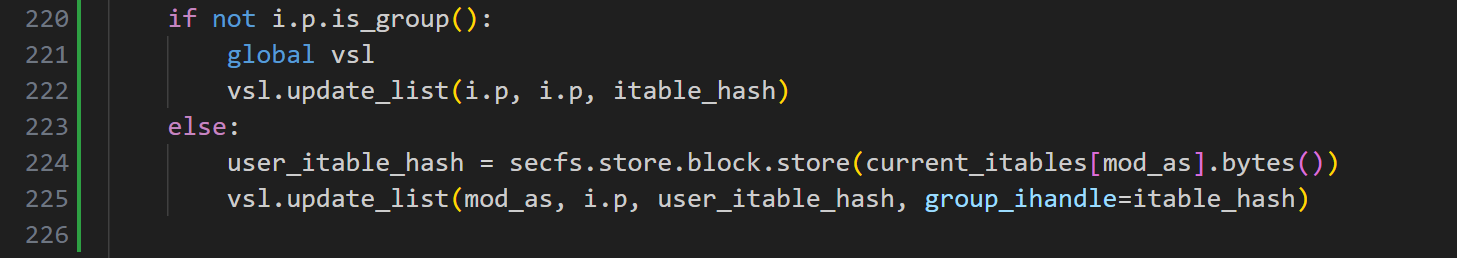 220 if not i.p.is_group():
221 global vsl
222 vsl.update_list(i.p, i.p, itable_hash)
223 else:
224 user_itable_hash = secfs.store.block.store(current_itables[mod_as].bytes())
225 vsl.update_list(mod_as, i.p, user_itable_hash, group_ihandle=itable_hash)
226